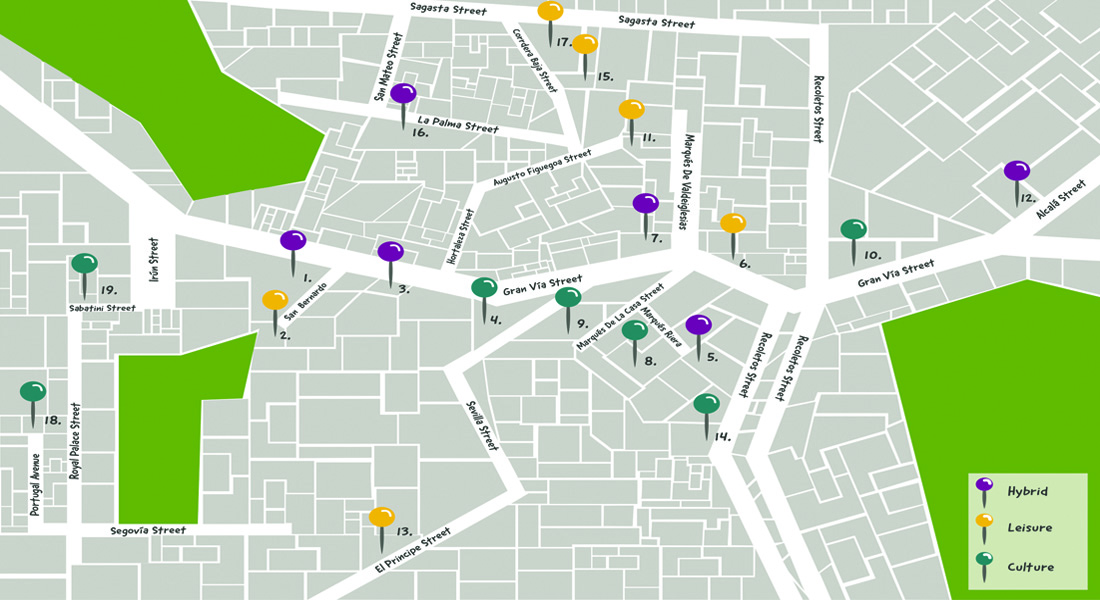 Sagasta Street
Sagasta Street
17.
15.
San Mateo Street
Corrdera Baja Street
Recoletos Street
16.
La Palma Street
11.
Marqués De Valdeiglesias
Augusto Figuegoa Street
12.
Alcalá Street
Hortaleza Street
7.
6.
10.
Irún Street
1.
3.
Gran Vía Street
Gran Vía Street
19.
Sabatini Street
San Bernardo
2.
4.
9.
Marqués De La Casa Street
Marqués Ruera
8.
5.
Recoletos Street
Recoletos Street
18.
Royal Palace Street
Portugal Avenue
Sevilla Street
14.
Segovía Street
13.
El Principe Street
Hybrid
Leisure
Culture